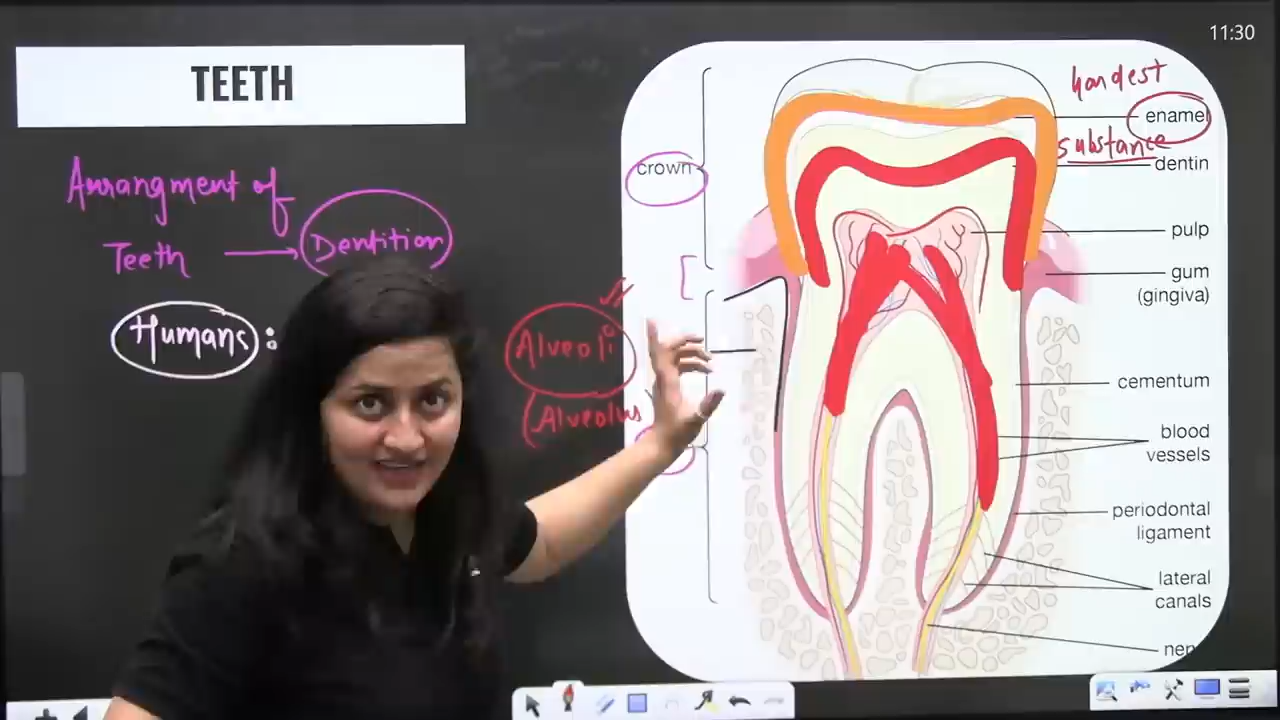 11:30
TEETH
Arrangment of
Teeth → Dentition
Humans:
Alveoli
(Alveolus
crown
hardest
enamel
substance
dentin
pulp
gum
(gingiva)
cementum
blood
vessels
periodontal
ligament
lateral
canals